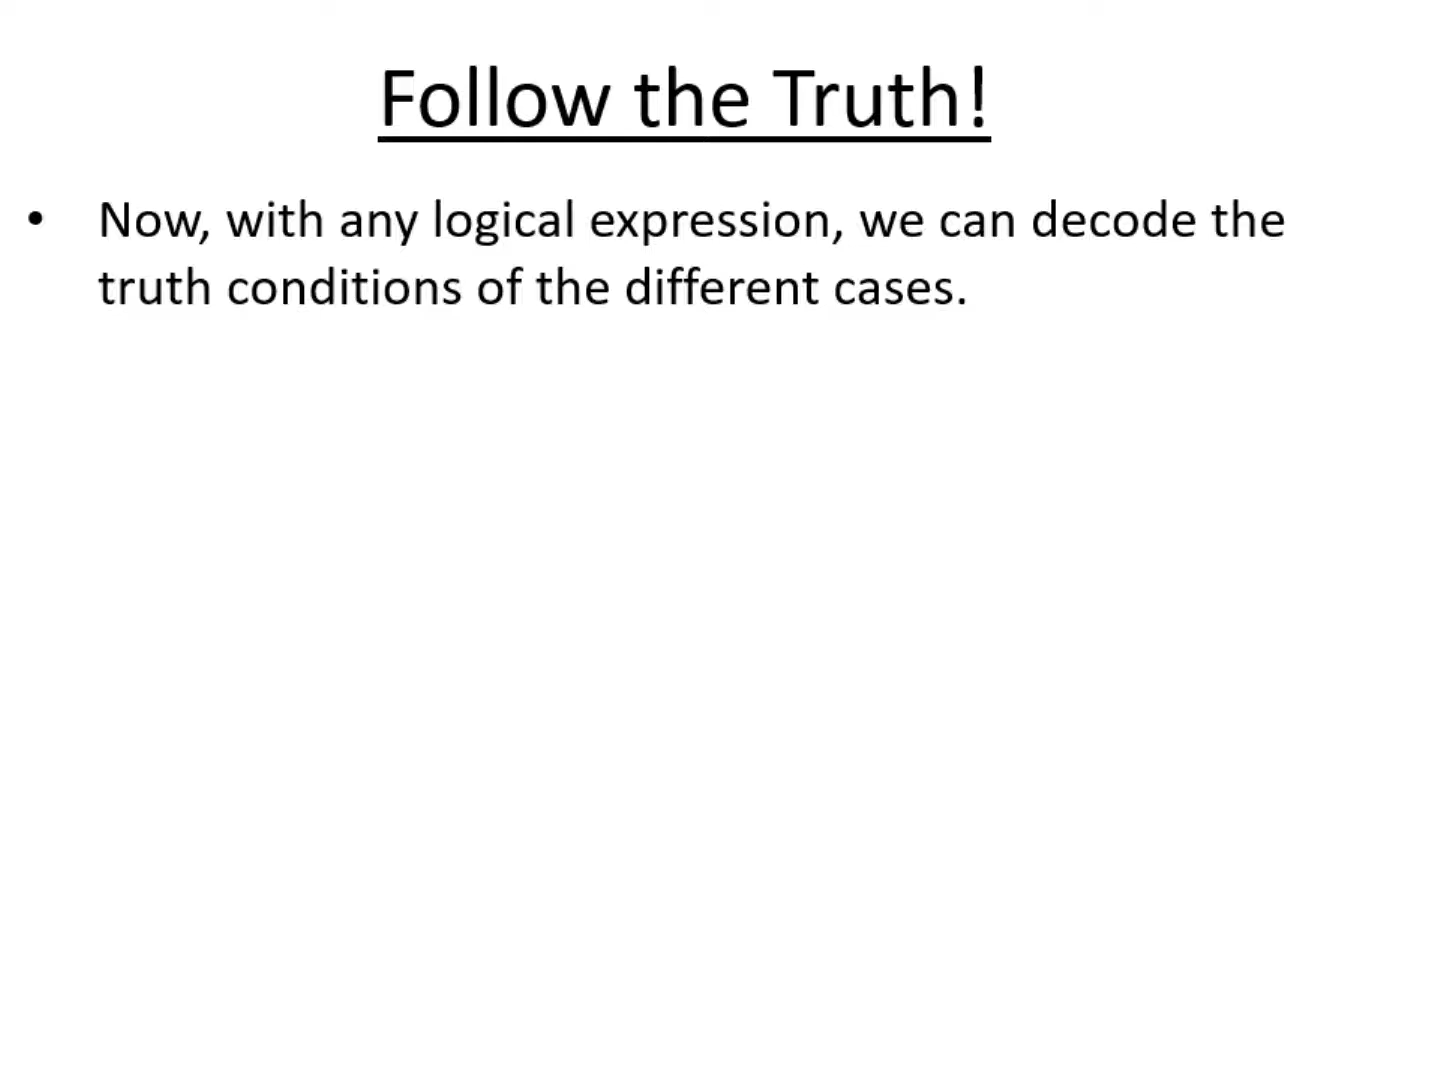 Follow the Truth!
• Now, with any logical expression, we can decode the
truth conditions of the different cases.